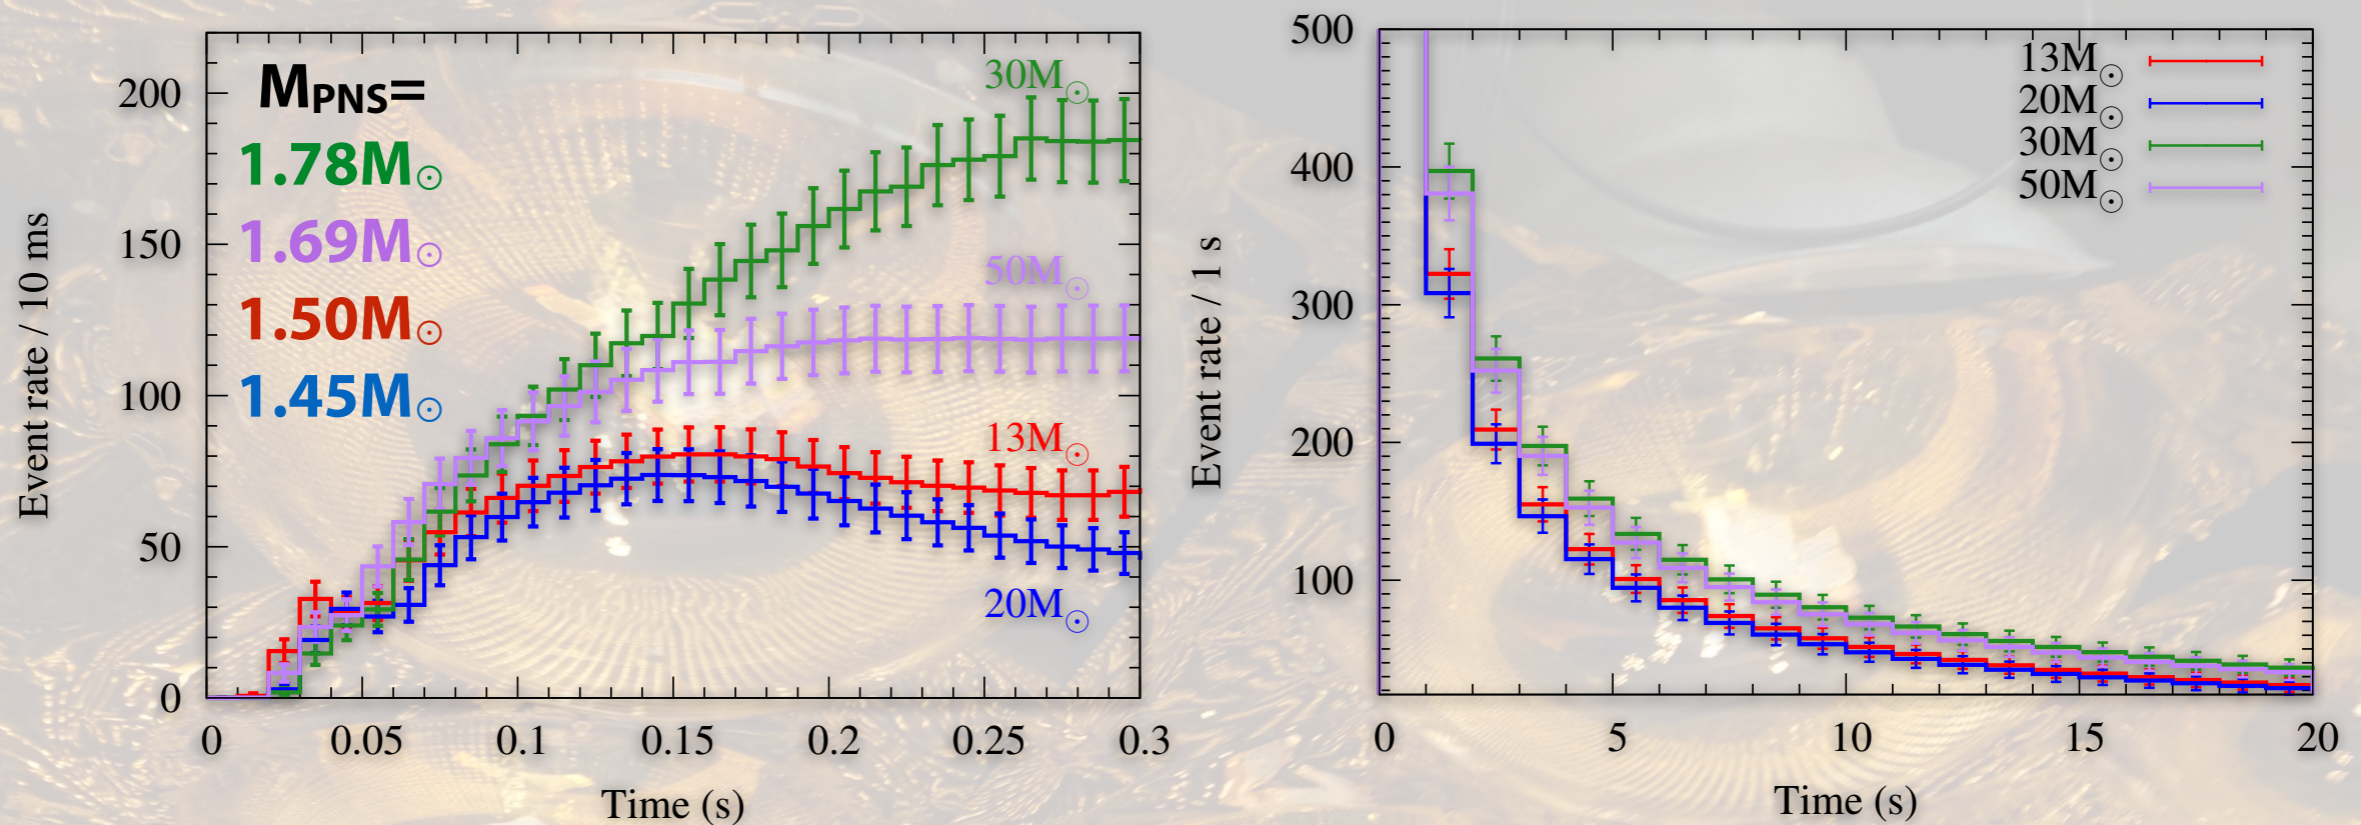 MPNS=
1.78M☉
1.69M☉
1.50M☉
1.45M☉
Event rate / 10 ms
200
150
100
50
0
0 0.05 0.1 0.15 0.2 0.25 0.3
Time (s)
30M☉
50M☉
13M☉
20M☉
Event rate / 1 s
500
400
300
200
100
0 5 10 15 20
Time (s)
13M☉
20M☉
30M☉
50M☉